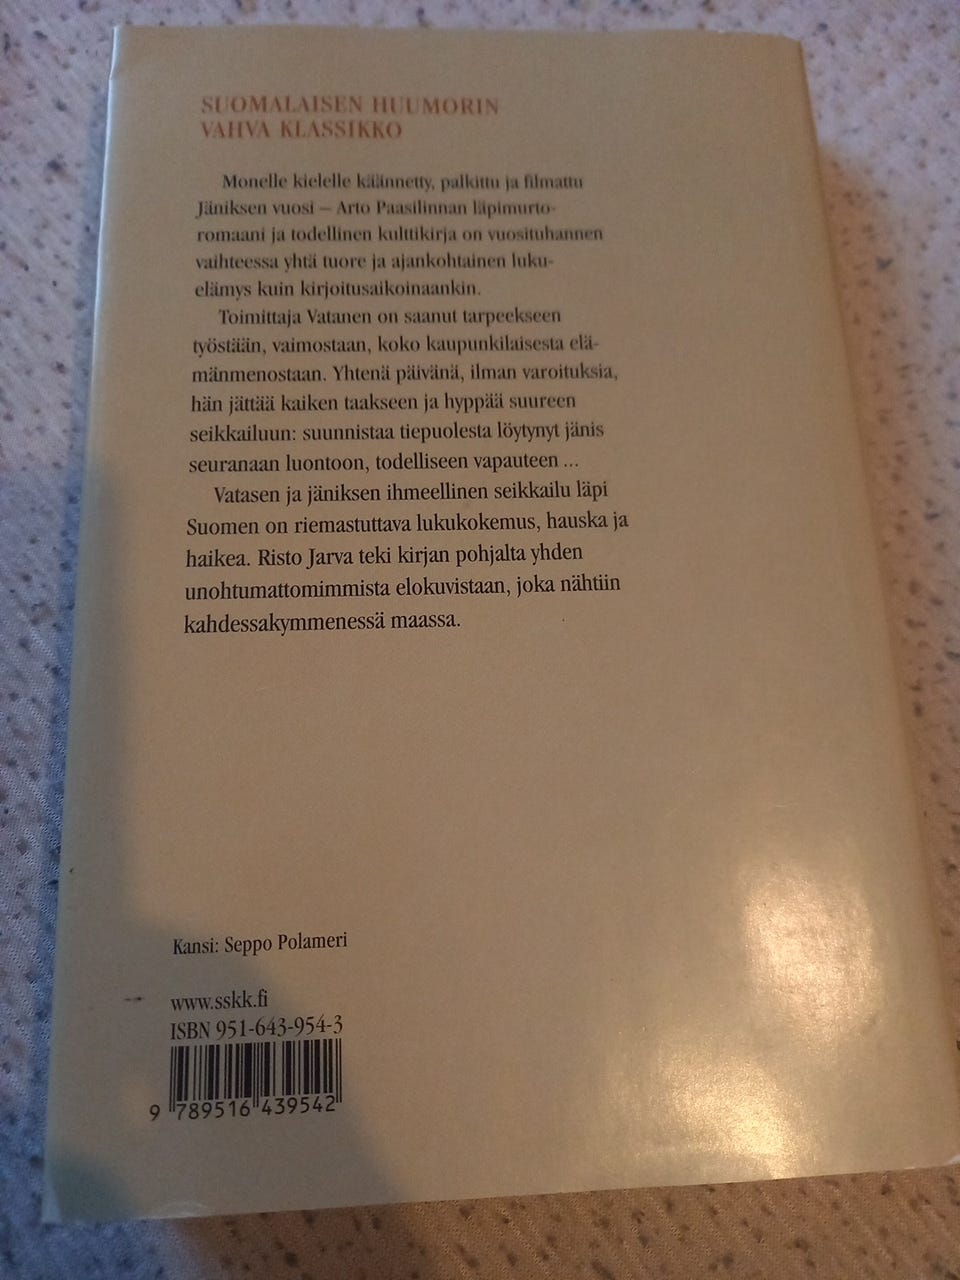 SUOMALAISEN HUUMORIN
VAHVA KLASSIKKO
Monelle kielelle käännetty, palkittu ja filmattu
Jäniksen vuosi – Arto Paasilinnan läpimurto-
romaani ja todellinen kulttikirja on vuosituhannen
vaihteessa yhtä tuore ja ajankohtainen luku-
elämys kuin kirjoitusaikoinaankin.
Toimittaja Vatanen on saanut tarpeekseen
työstään, vaimostaan, koko kaupunkilaisesta elä-
mänmenostaan. Yhtenä päivänä, ilman varoituksia,
hän jättää kaiken taakseen ja hyppää suureen
seikkailuun: suunnistaa tiepuolesta löytynyt jänis
seuranaan luontoon, todelliseen vapauteen ...
Vatasen ja jäniksen ihmeellinen seikkailu läpi
Suomen on riemastuttava lukukokemus, hauska ja
haikea. Risto Jarva teki kirjan pohjalta yhden
unohtumattomimmista elokuvistaan, joka nähtiin
kahdessakymmenessä maassa.
Kansi: Seppo Polameri
www.sskk.fi
ISBN 951-643-954-3
9 789516 439542